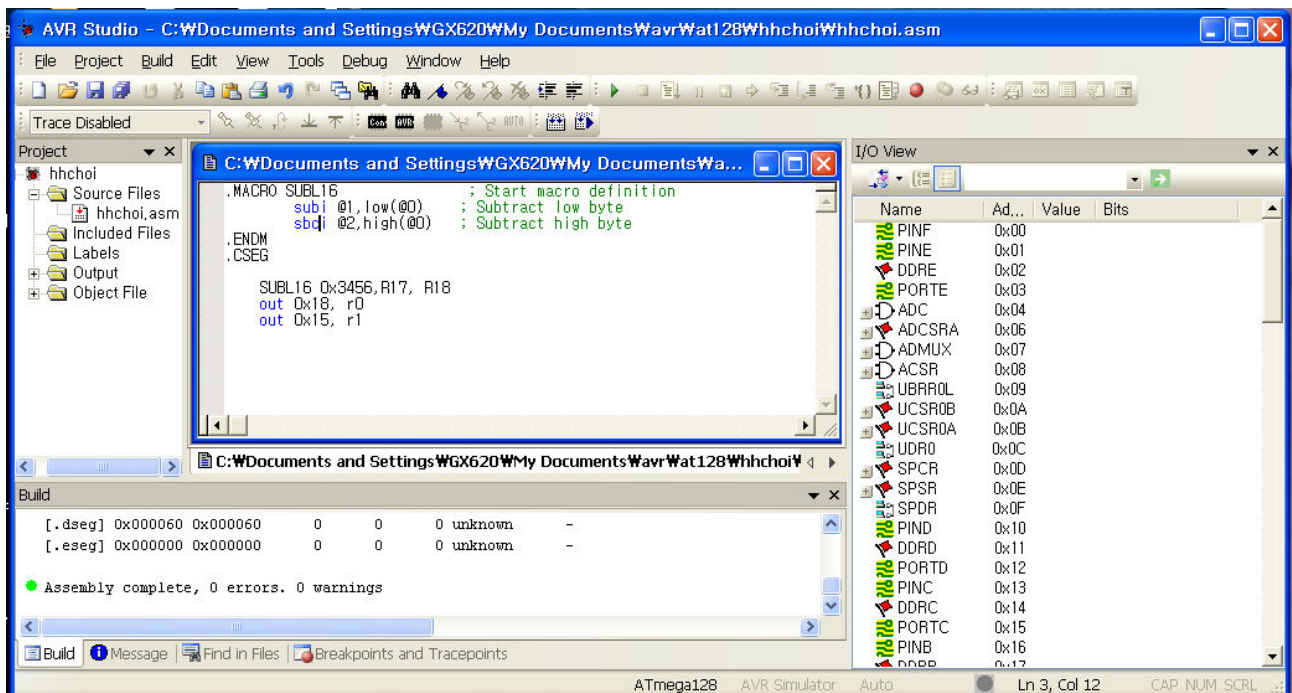 AVR Studio - C:₩Documents and Settings₩GX620₩My Documents₩avr₩at128₩hhchoi₩hhchoi.asm
File Project Build Edit View Tools Debug Window Help
Trace Disabled
Con AVR AUTO
Project
hhchoi
Source Files
hhchoi.asm
Included Files
Labels
Output
Object File
C:₩Documents and Settings₩GX620₩My Documents₩a...
.MACRO SUBL16 ; Start macro definition
subi @1,low(@0) ; Subtract low byte
sbci @2,high(@0) ; Subtract high byte
.ENDM
.CSEG
SUBL16 0x3456,R17, R18
out 0x18, r0
out 0x15, r1
C:₩Documents and Settings₩GX620₩My Documents₩avr₩at128₩hhchoi₩
I/O View
Name Ad... Value Bits
PINF 0x00
PINE 0x01
DDRE 0x02
PORTE 0x03
ADC 0x04
ADCSRA 0x06
ADMUX 0x07
ACSR 0x08
UBRR0L 0x09
UCSR0B 0x0A
UCSR0A 0x0B
UDR0 0x0C
SPCR 0x0D
SPSR 0x0E
SPDR 0x0F
PIND 0x10
DDRD 0x11
PORTD 0x12
PINC 0x13
DDRC 0x14
PORTC 0x15
PINB 0x16
DDRB 0x17
Build
[.dseg] 0x000060 0x000060 0 0 0 unknown -
[.eseg] 0x000000 0x000000 0 0 0 unknown -
Assembly complete, 0 errors. 0 warnings
Build Message Find in Files Breakpoints and Tracepoints
ATmega128 AVR Simulator Auto Ln 3, Col 12 CAP NUM SCRL